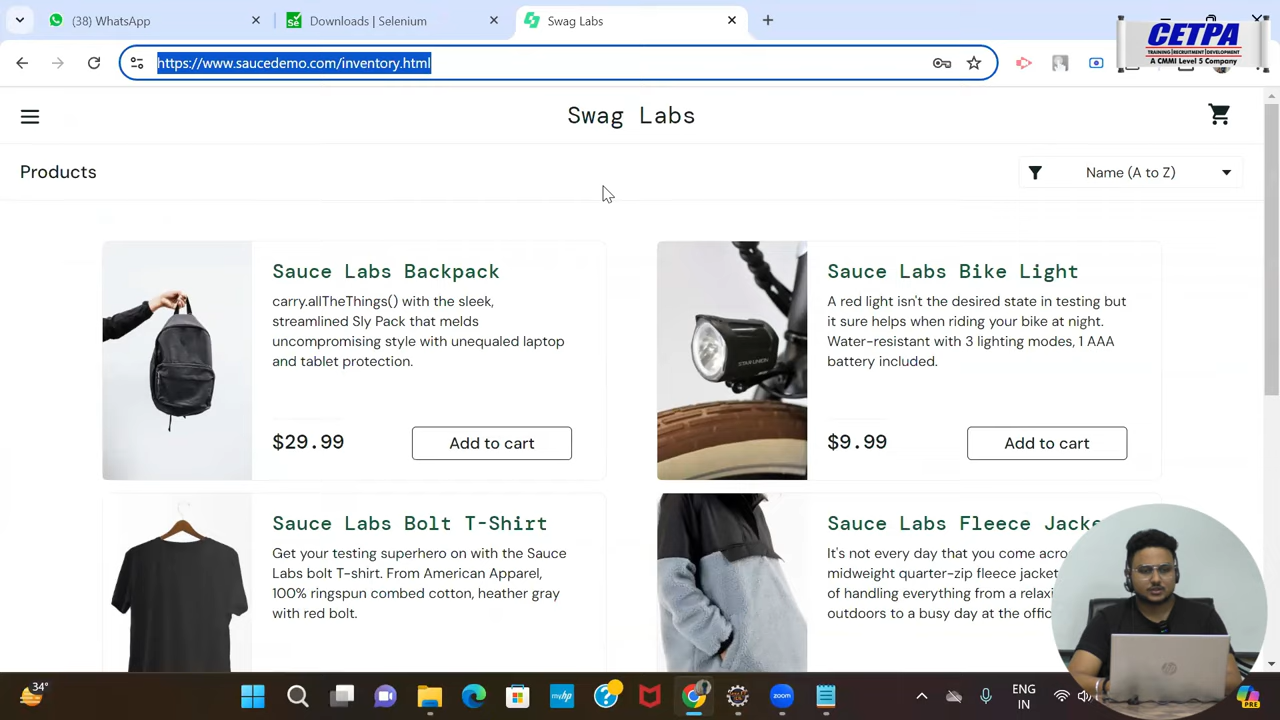 (38) WhatsApp
Downloads | Selenium
Swag Labs
https://www.saucedemo.com/inventory.html
CETPA
TRAINING | RECRUITMENT | DEVELOPMENT
A CMMI Level 5 Company
Swag Labs
Products
Name (A to Z)
Sauce Labs Backpack
carry.allTheThings() with the sleek,
streamlined Sly Pack that melds
uncompromising style with unequaled laptop
and tablet protection.
$29.99
Add to cart
Sauce Labs Bike Light
A red light isn't the desired state in testing but
it sure helps when riding your bike at night.
Water-resistant with 3 lighting modes, 1 AAA
battery included.
$9.99
Add to cart
Sauce Labs Bolt T-Shirt
Get your testing superhero on with the Sauce
Labs bolt T-shirt. From American Apparel,
100% ringspun combed cotton, heather gray
with red bolt.
Sauce Labs Fleece Jacke
It's not every day that you come acro
midweight quarter-zip fleece jacket
of handling everything from a relaxi
outdoors to a busy day at the offic
34°
zoom
ENG
IN
PRE